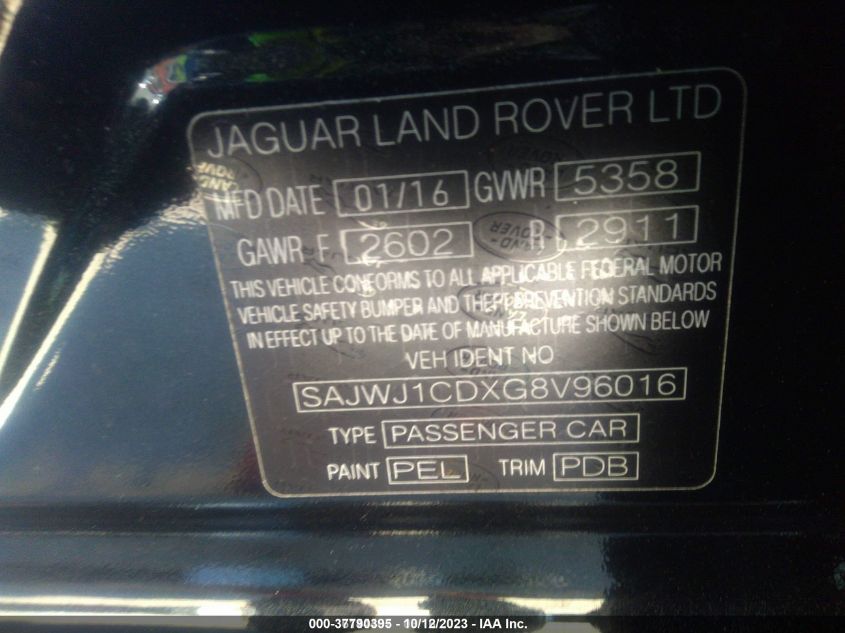 JAGUAR LAND ROVER LTD
MFD DATE 01/16 GVWR 5358
GAWR F 2602 R 2911
THIS VEHICLE CONFORMS TO ALL APPLICABLE FEDERAL MOTOR
VEHICLE SAFETY BUMPER AND THEFT PREVENTION STANDARDS
IN EFFECT UP TO THE DATE OF MANUFACTURE SHOWN BELOW
VEH IDENT NO
SAJWJ1CDXG8V96016
TYPE PASSENGER CAR
PAINT PEL TRIM PDB
000-37790395 - 10/12/2023 - IAA Inc.